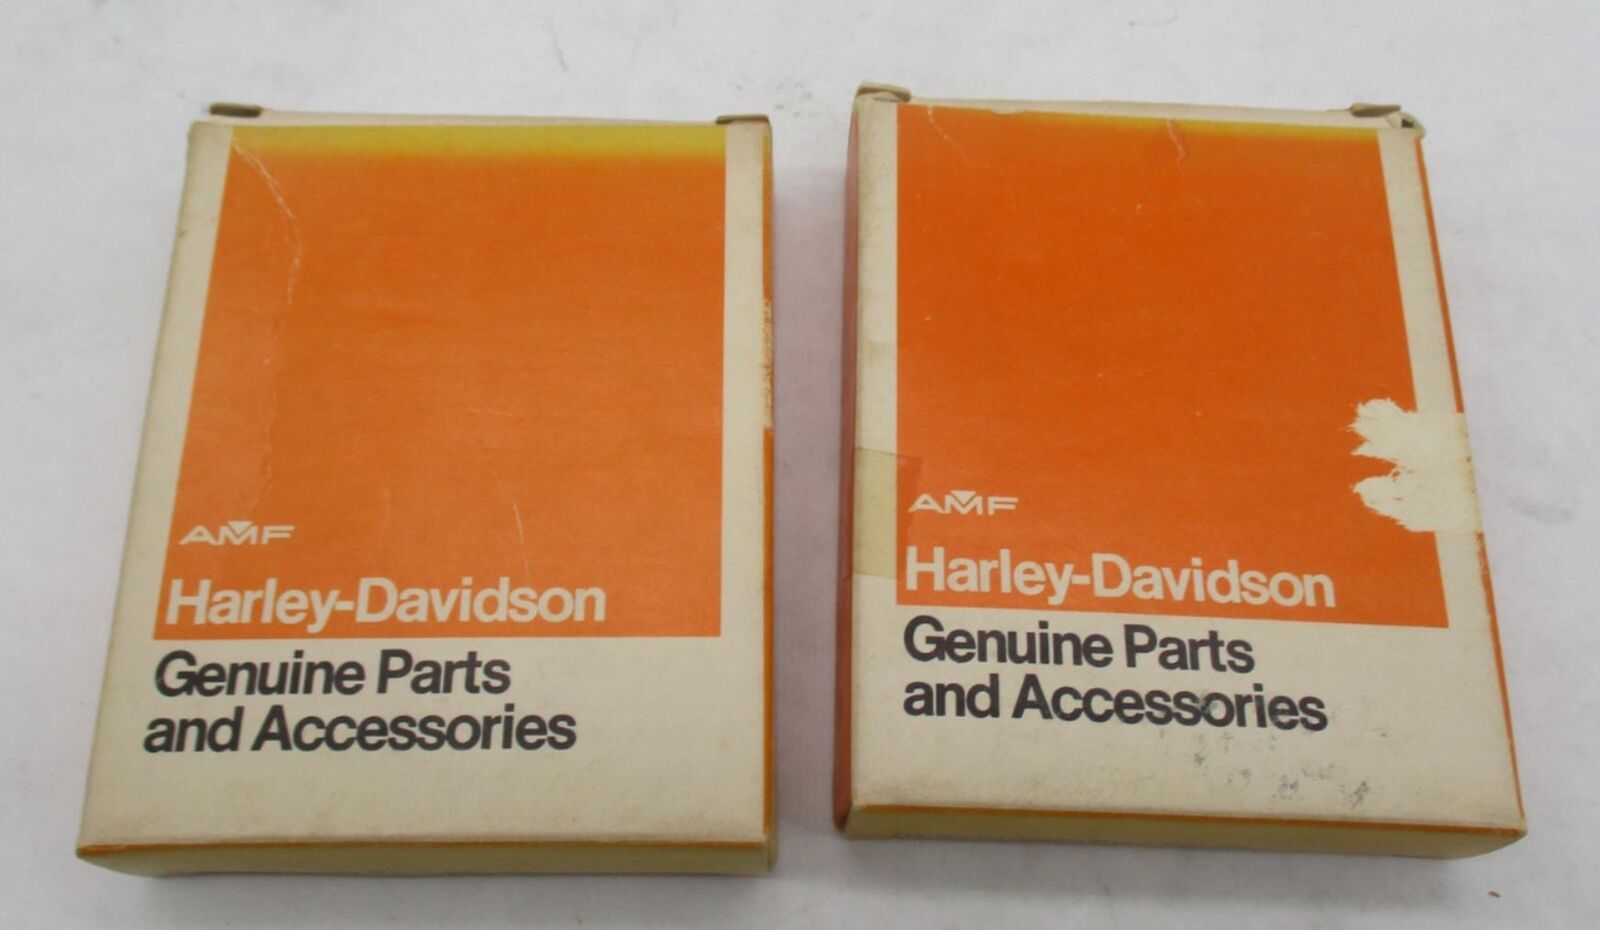 AMF
Harley-Davidson
Genuine Parts
and Accessories
AMF
Harley-Davidson
Genuine Parts
and Accessories